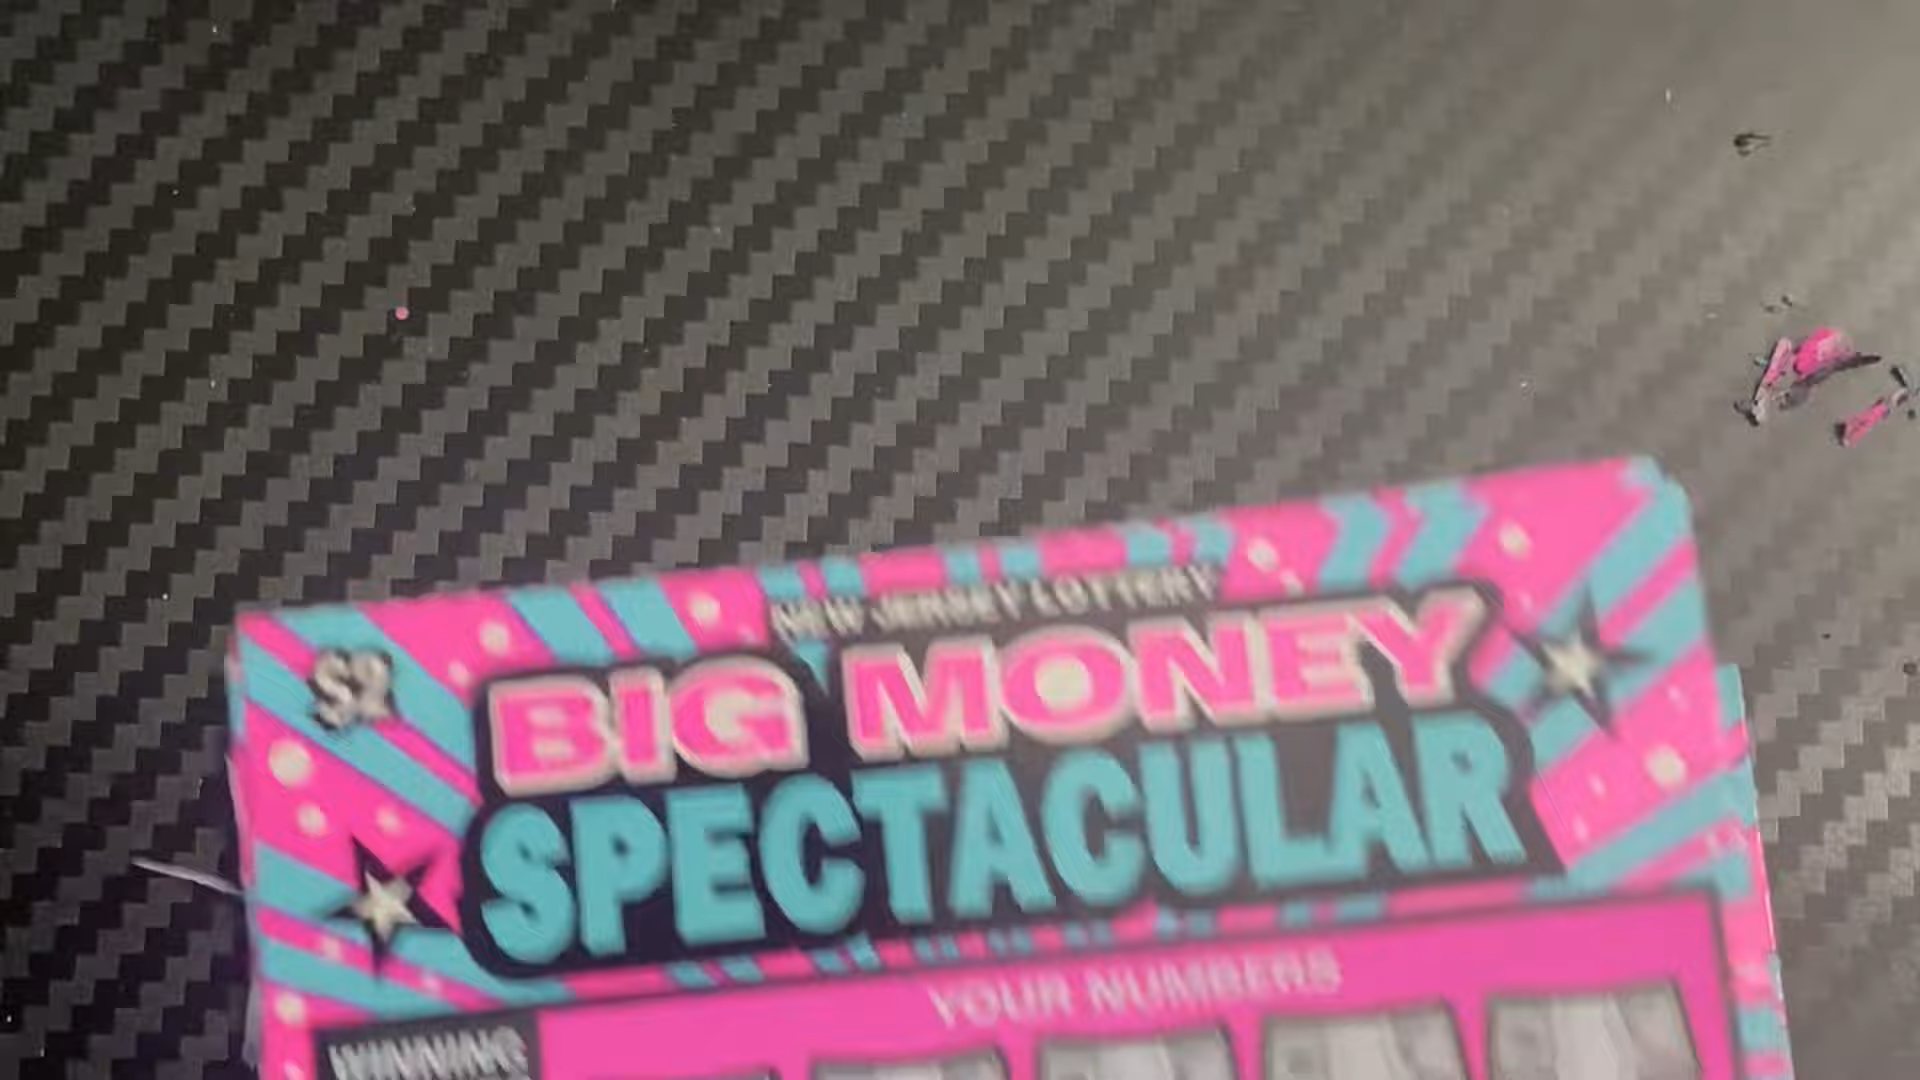 NEW JERSEY LOTTERY
$2
BIG MONEY
SPECTACULAR
YOUR NUMBERS
WINNING